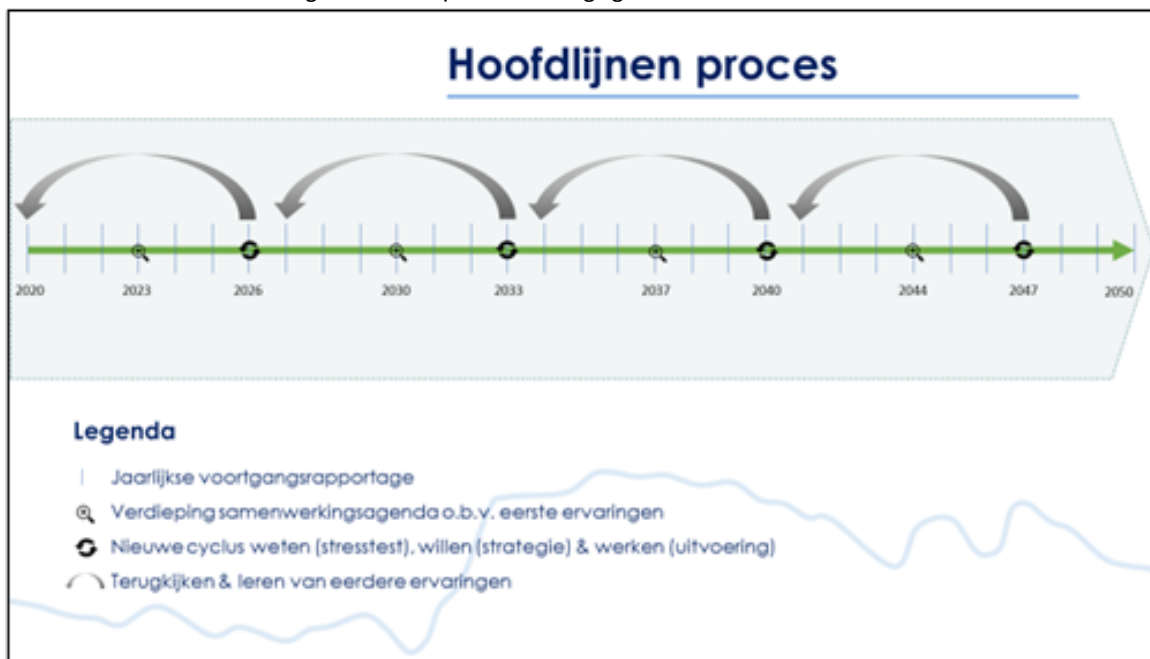 Hoofdlijnen proces
2020 2023 2026 2030 2033 2037 2040 2044 2047 2050
Legenda
Jaarlijkse voortgangsrapportage
Verdieping samenwerkingsagenda o.b.v. eerste ervaringen
Nieuwe cyclus weten (stresstest), willen (strategie) & werken (uitvoering)
Terugkijken & leren van eerdere ervaringen